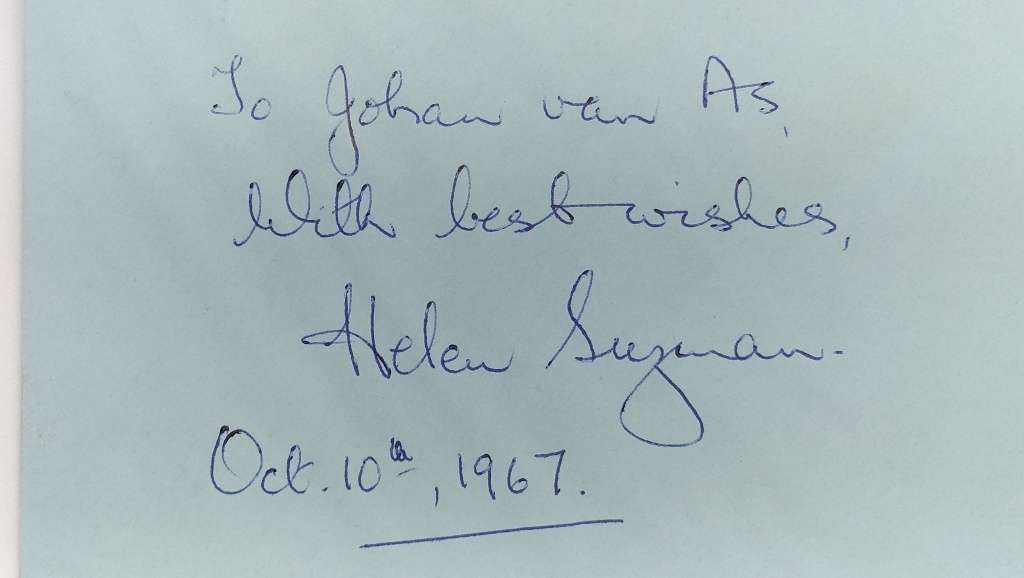 To Johan van As,
With best wishes,
Helen Suzman.
Oct. 10th, 1967.